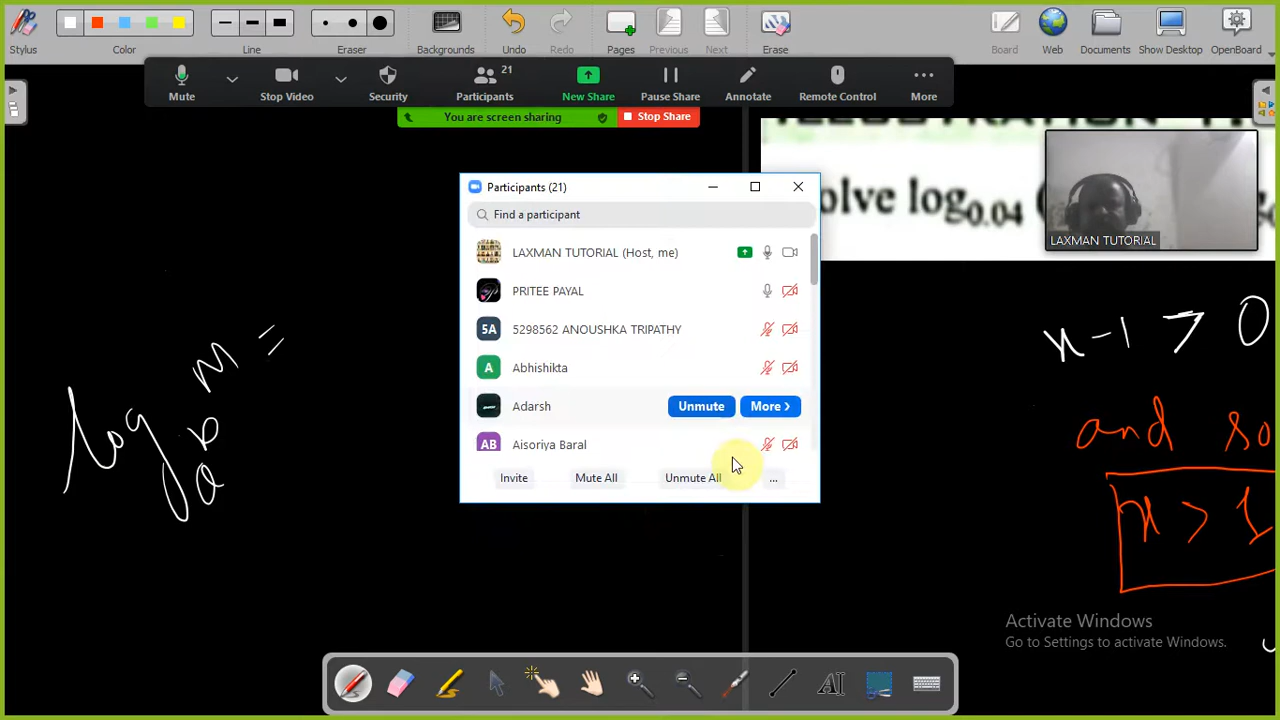 Stylus
Color
Line
Eraser
Backgrounds
Undo
Redo
Pages
Previous
Next
Erase
Board
Web
Documents
Show Desktop
OpenBoard
Mute
Stop Video
Security
21
Participants
New Share
Pause Share
Annotate
Remote Control
More
You are screen sharing
Stop Share
olve log0.04
LAXMAN TUTORIAL
Participants (21)
Find a participant
LAXMAN TUTORIAL (Host, me)
PRITEE PAYAL
5A 5298562 ANOUSHKA TRIPATHY
A Abhishikta
Adarsh Unmute More >
AB Aisoriya Baral
Invite Mute All Unmute All ...
log a b m =
x-1 > 0
and so
x > 1
Activate Windows
Go to Settings to activate Windows.
AI